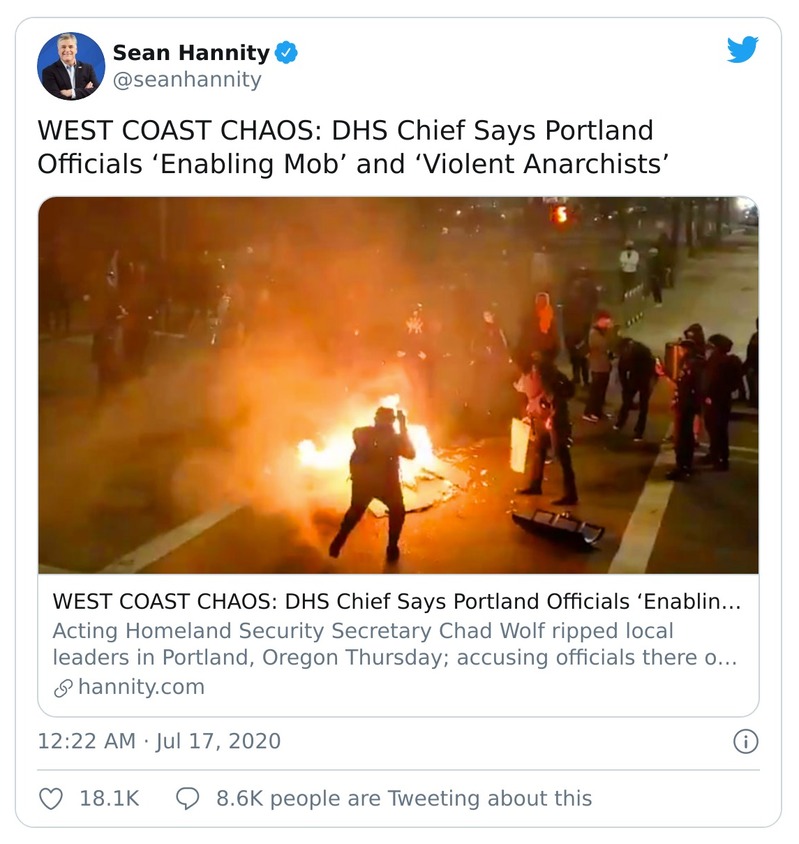 Sean Hannity
@seanhannity
WEST COAST CHAOS: DHS Chief Says Portland
Officials ‘Enabling Mob’ and ‘Violent Anarchists’
WEST COAST CHAOS: DHS Chief Says Portland Officials ‘Enablin...
Acting Homeland Security Secretary Chad Wolf ripped local
leaders in Portland, Oregon Thursday; accusing officials there o...
hannity.com
12:22 AM · Jul 17, 2020
18.1K 8.6K people are Tweeting about this